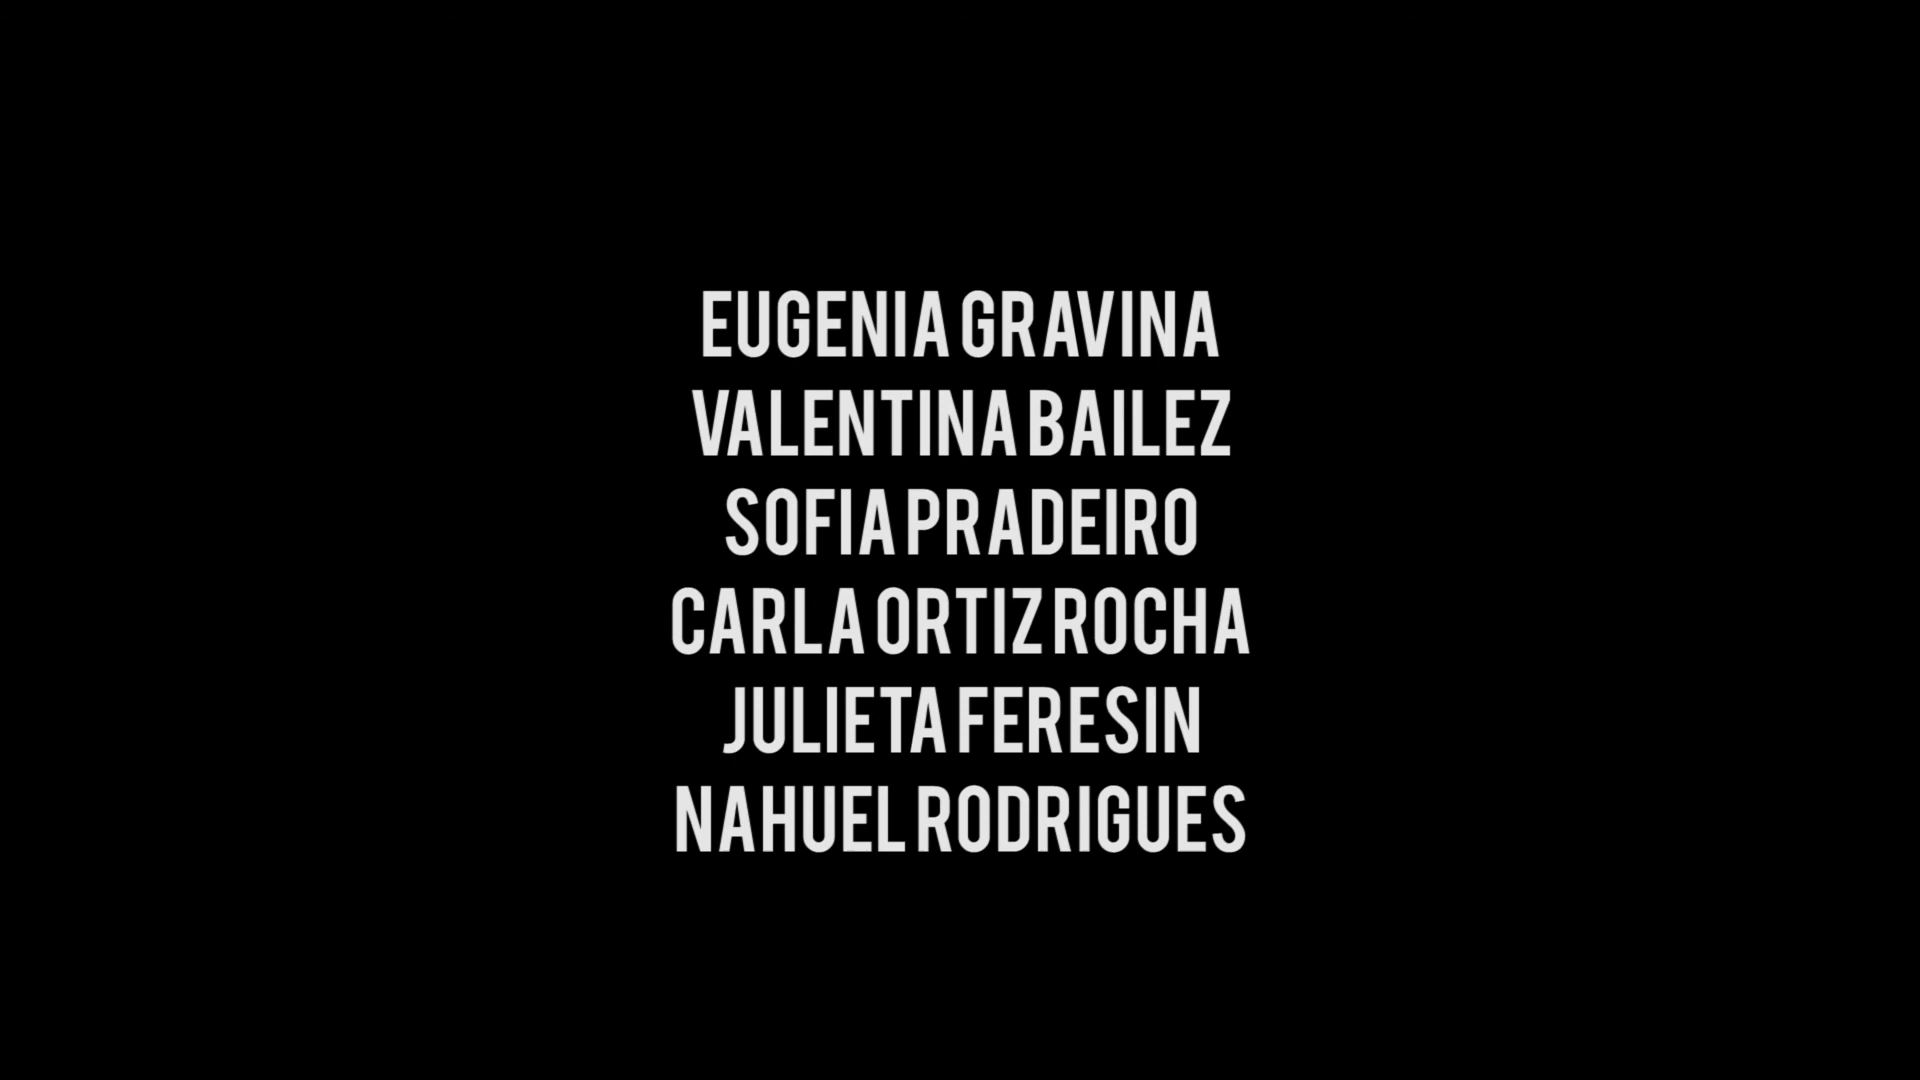 EUGENIA GRAVINA
VALENTINA BAILEZ
SOFIA PRADEIRO
CARLA ORTIZ ROCHA
JULIETA FERESIN
NAHUEL RODRIGUES